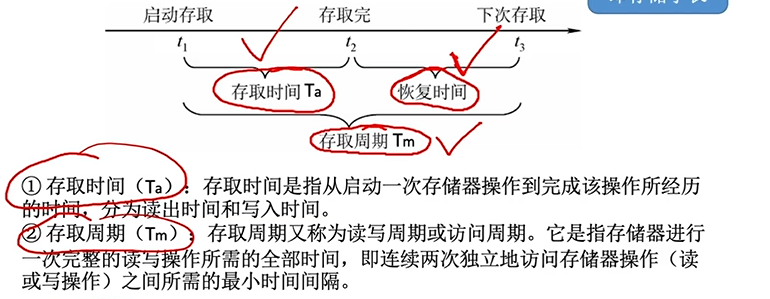 启动存取 存取完 下次存取
t1 t2 t3
存取时间 Ta 恢复时间
存取周期 Tm
① 存取时间（Ta）：存取时间是指从启动一次存储器操作到完成该操作所经历
的时间，分为读出时间和写入时间。
② 存取周期（Tm）：存取周期又称为读写周期或访问周期。它是指存储器进行
一次完整的读写操作所需的全部时间，即连续两次独立地访问存储器操作（读
或写操作）之间所需的最小时间间隔。